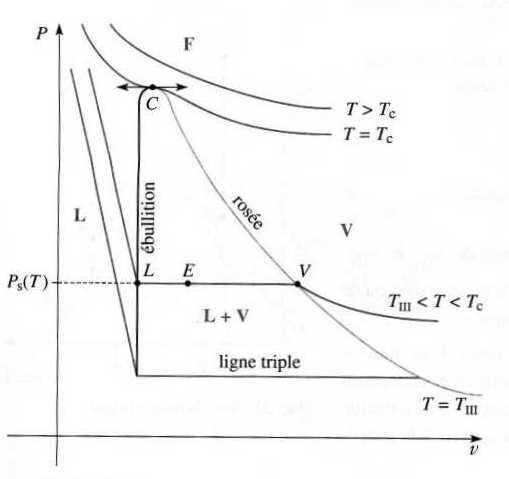 P
F
C
T > Tc
T = Tc
ébullition
rosée
L
V
Ps(T)
L
E
V
TIII < T < Tc
L + V
ligne triple
T = TIII
v